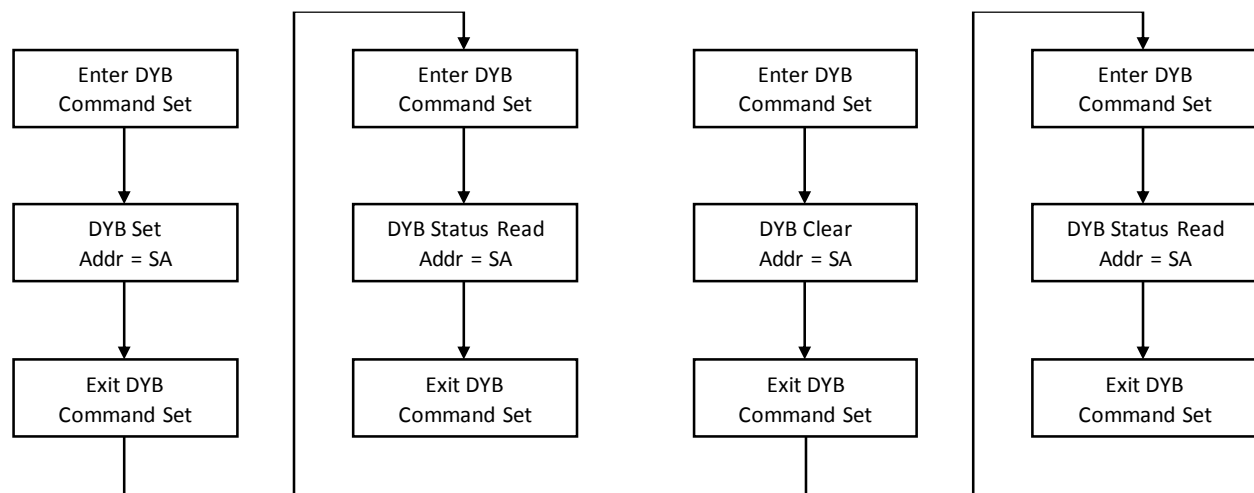 Enter DYB
Command Set
DYB Set
Addr = SA
Exit DYB
Command Set
Enter DYB
Command Set
DYB Status Read
Addr = SA
Exit DYB
Command Set
Enter DYB
Command Set
DYB Clear
Addr = SA
Exit DYB
Command Set
Enter DYB
Command Set
DYB Status Read
Addr = SA
Exit DYB
Command Set